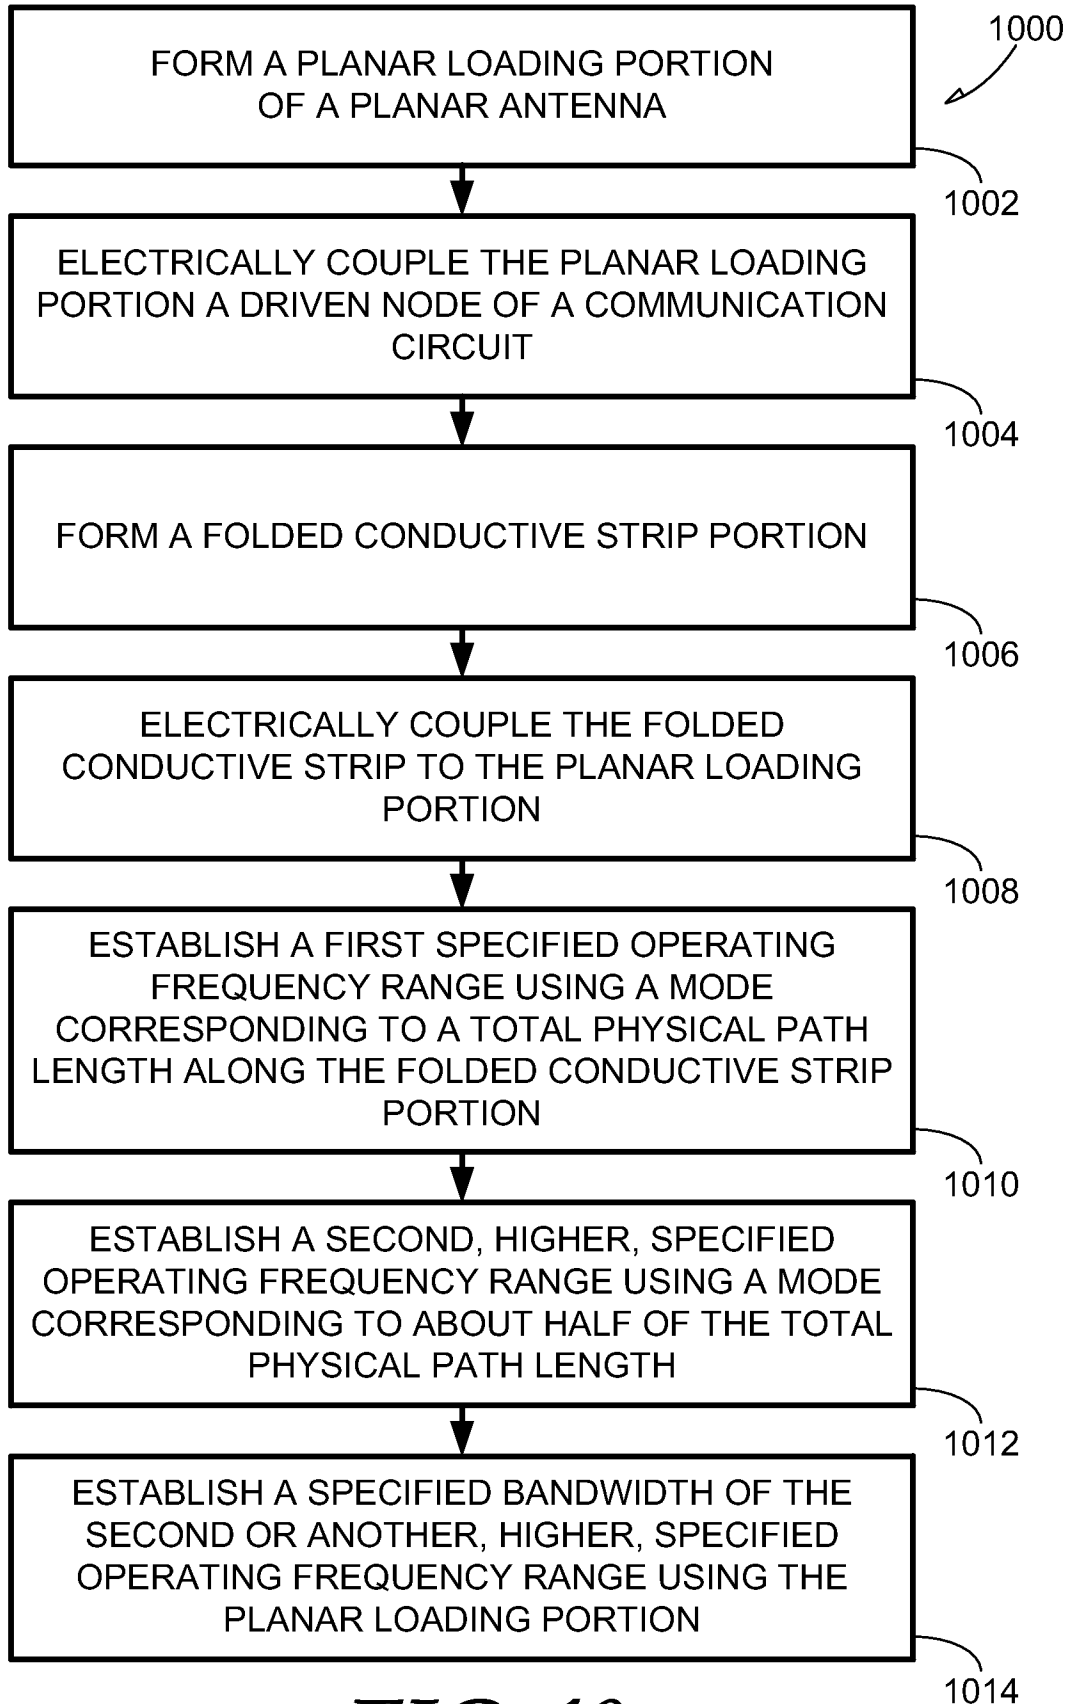 1000
FORM A PLANAR LOADING PORTION
OF A PLANAR ANTENNA
1002
ELECTRICALLY COUPLE THE PLANAR LOADING
PORTION A DRIVEN NODE OF A COMMUNICATION
CIRCUIT
1004
FORM A FOLDED CONDUCTIVE STRIP PORTION
1006
ELECTRICALLY COUPLE THE FOLDED
CONDUCTIVE STRIP TO THE PLANAR LOADING
PORTION
1008
ESTABLISH A FIRST SPECIFIED OPERATING
FREQUENCY RANGE USING A MODE
CORRESPONDING TO A TOTAL PHYSICAL PATH
LENGTH ALONG THE FOLDED CONDUCTIVE STRIP
PORTION
1010
ESTABLISH A SECOND, HIGHER, SPECIFIED
OPERATING FREQUENCY RANGE USING A MODE
CORRESPONDING TO ABOUT HALF OF THE TOTAL
PHYSICAL PATH LENGTH
1012
ESTABLISH A SPECIFIED BANDWIDTH OF THE
SECOND OR ANOTHER, HIGHER, SPECIFIED
OPERATING FREQUENCY RANGE USING THE
PLANAR LOADING PORTION
1014